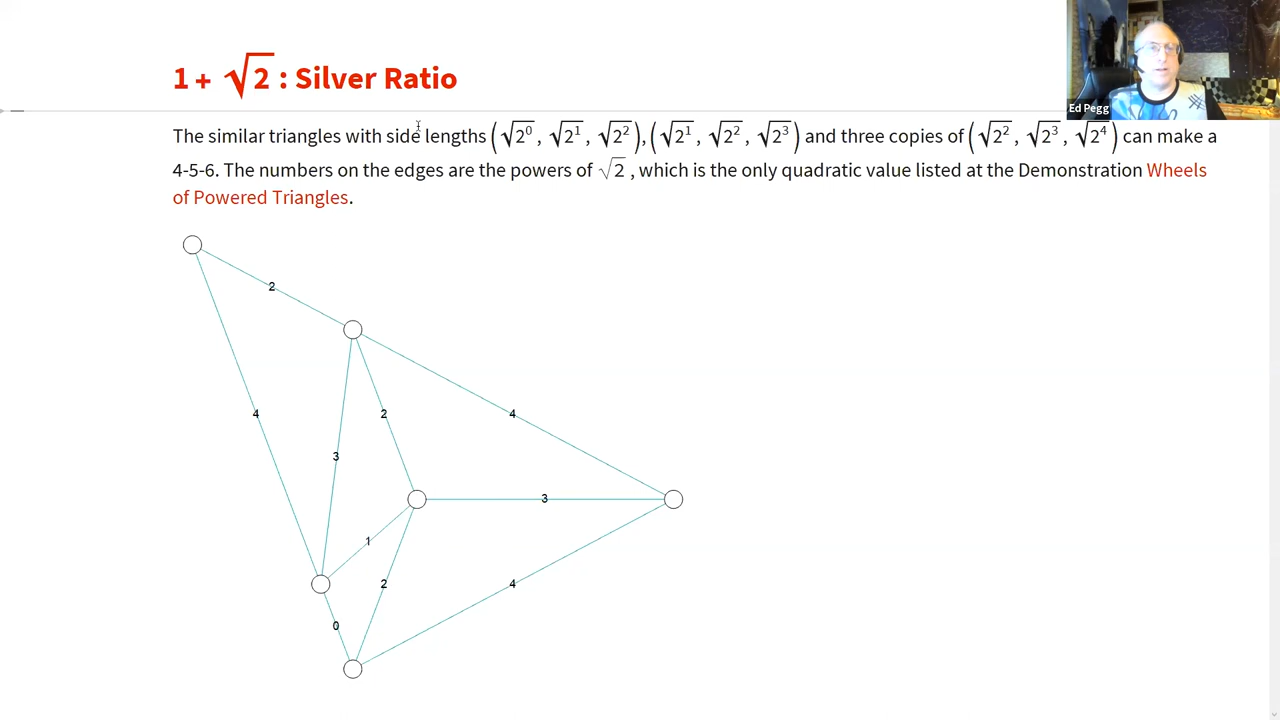 1 + √2 : Silver Ratio
Ed Pegg
The similar triangles with side lengths (√2⁰, √2¹, √2²), (√2¹, √2², √2³) and three copies of (√2², √2³, √2⁴) can make a
4-5-6. The numbers on the edges are the powers of √2 , which is the only quadratic value listed at the Demonstration Wheels
of Powered Triangles.
2
4
2
4
3
3
1
2
4
0